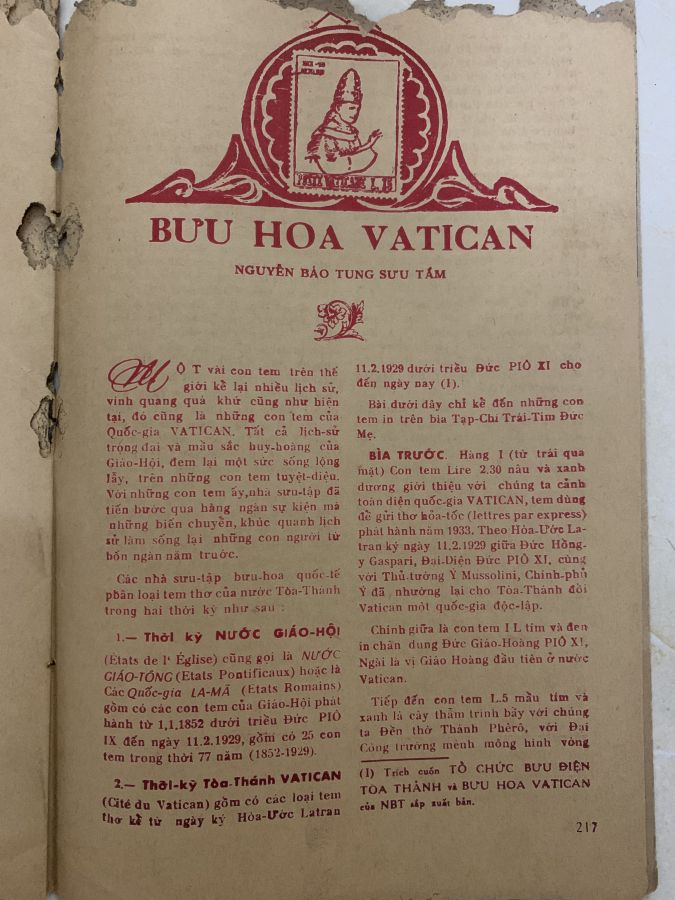 POSTE VATICANE L. 15
BƯU HOA VATICAN
NGUYỄN BẢO TUNG SƯU TẦM
MỘT vài con tem trên thế
giới kể lại nhiều lịch sử,
vinh quang quá khứ cũng như hiện
tại, đó cũng là những con tem của
Quốc-gia VATICAN. Tất cả lịch-sử
trọng đại và mầu sắc huy-hoàng của
Giáo-Hội, đem lại một sức sống lộng
lẫy, trên những con tem tuyệt-diệu.
Với những con tem ấy,nhà sưu-tập đã
tiến bước qua hàng ngàn sự kiện mà
những biến chuyển, khúc quanh lịch
sử làm sống lại những con người từ
bốn ngàn năm trước.
Các nhà sưu-tập bưu-hoa quốc-tế
phân loại tem thơ của nước Tòa-Thánh
trong hai thời kỳ như sau :
1.— Thời kỳ NƯỚC GIÁO-HỘI
(États de l' Église) cũng gọi là NƯỚC
GIÁO-TÔNG (Etats Pontificaux) hoặc là
Các Quốc-gia LA-MÃ (Etats Romains)
gồm có các con tem của Giáo-Hội phát
hành từ 1,1,1852 dưới triều Đức PIÔ
IX đến ngày 11.2.1929, gồm có 25 con
tem trong thời 77 năm (1852-1929).
2.— Thời-kỳ Tòa-Thánh VATICAN
(Cité du Vatican) gồm có các loại tem
thơ kể từ ngày ký Hòa-Ước Latran
11.2.1929 dưới triều Đức PIÔ XI cho
đến ngày nay (1).
Bài dưới đây chỉ kể đến những con
tem in trên bìa Tạp-Chí Trái-Tim Đức
Mẹ.
BÌA TRƯỚC. Hàng I (từ trái qua
mặt) Con tem Lire 2.30 nâu và xanh
dương giới thiệu với chúng ta cảnh
toàn diện quốc-gia VATICAN, tem dùng
để gửi thơ hỏa-tốc (lettres par express)
phát hành năm 1933. Theo Hòa-Ước La-
tran ký ngày 11.2.1929 giữa Đức Hồng-
y Gaspari, Đại-Diện Đức PIÔ XI, cùng
với Thủ-tướng Ý Mussolini, Chính-phủ
Ý đã nhường lại cho Tòa-Thánh đồi
Vatican một quốc-gia độc-lập.
Chính giữa là con tem 1 L tím và đen
in chân dung Đức Giáo-Hoàng PIÔ XI,
Ngài là vị Giáo Hoàng đầu tiên ở nước
Vatican.
Tiếp đến con tem L.5 mầu tím và
xanh lá cây thẫm trình bầy với chúng
ta Đền thờ Thánh Phêrô, với Đại
Công trường mênh mông hình vòng
(1) Trích cuốn TỔ CHỨC BƯU ĐIỆN
TÒA THÁNH và BƯU HOA VATICAN
của NBT sắp xuất bản.
217